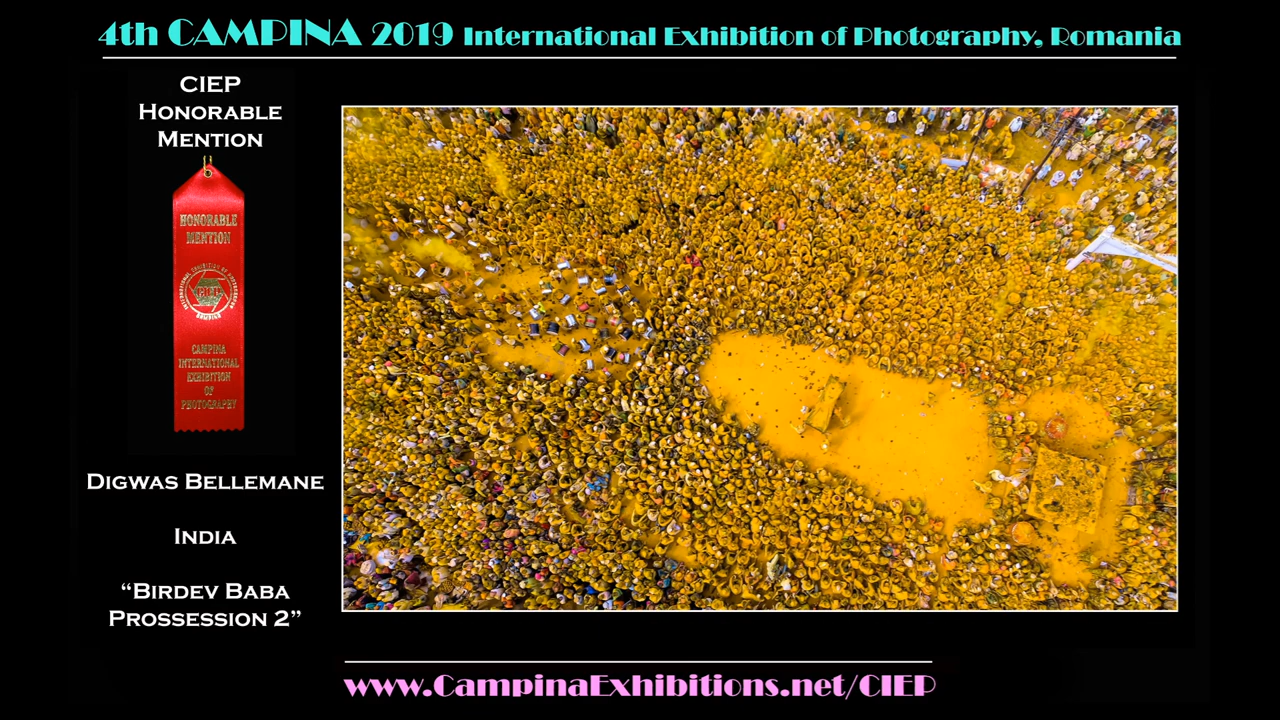 4th CAMPINA 2019 International Exhibition of Photography, Romania
CIEP
HONORABLE
MENTION
HONORABLE
MENTION
CIEP
CAMPINA
INTERNATIONAL
EXHIBITION
OF
PHOTOGRAPHY
DIGWAS BELLEMANE
INDIA
“BIRDEV BABA
PROSSESSION 2”
www.CampinaExhibitions.net/CIEP